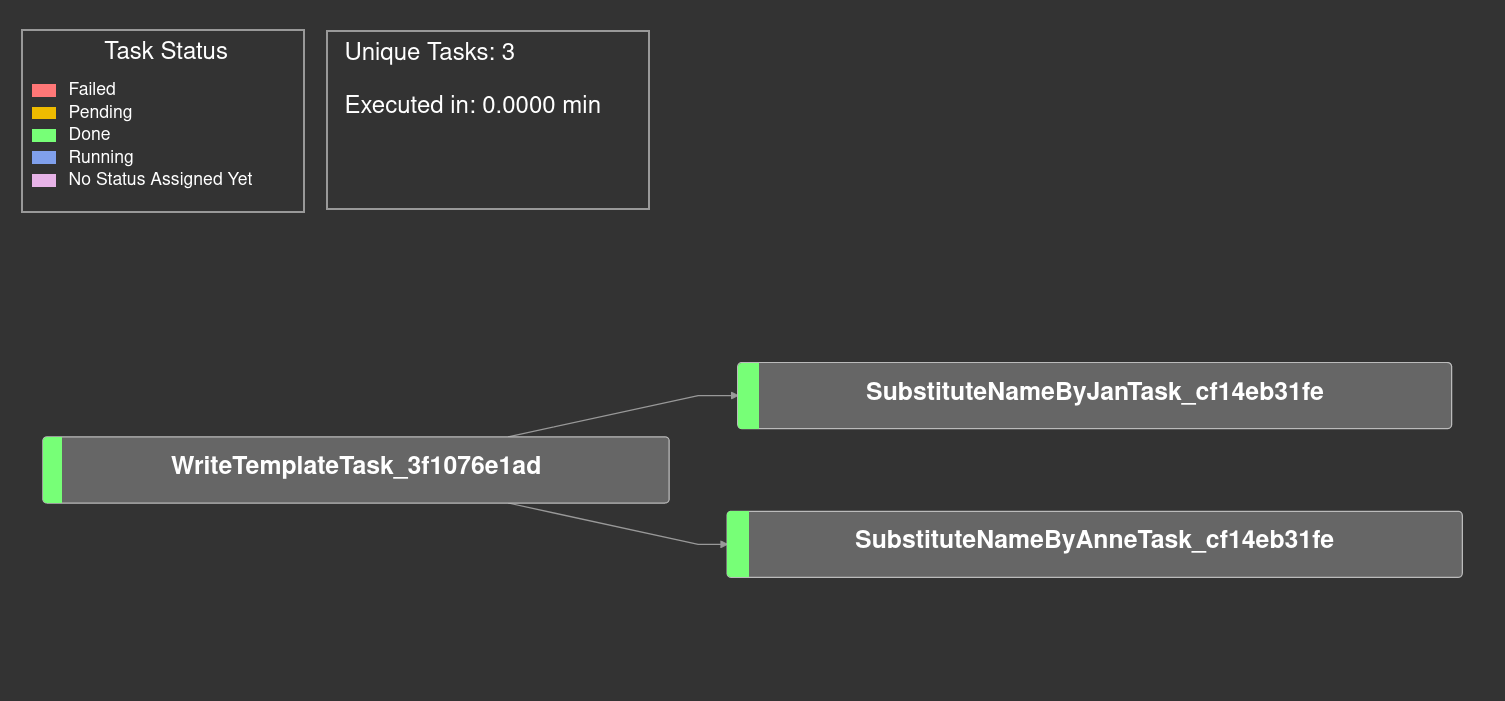 Task Status
Failed
Pending
Done
Running
No Status Assigned Yet
Unique Tasks: 3
Executed in: 0.0000 min
SubstituteNameByJanTask_cf14eb31fe
WriteTemplateTask_3f1076e1ad
SubstituteNameByAnneTask_cf14eb31fe